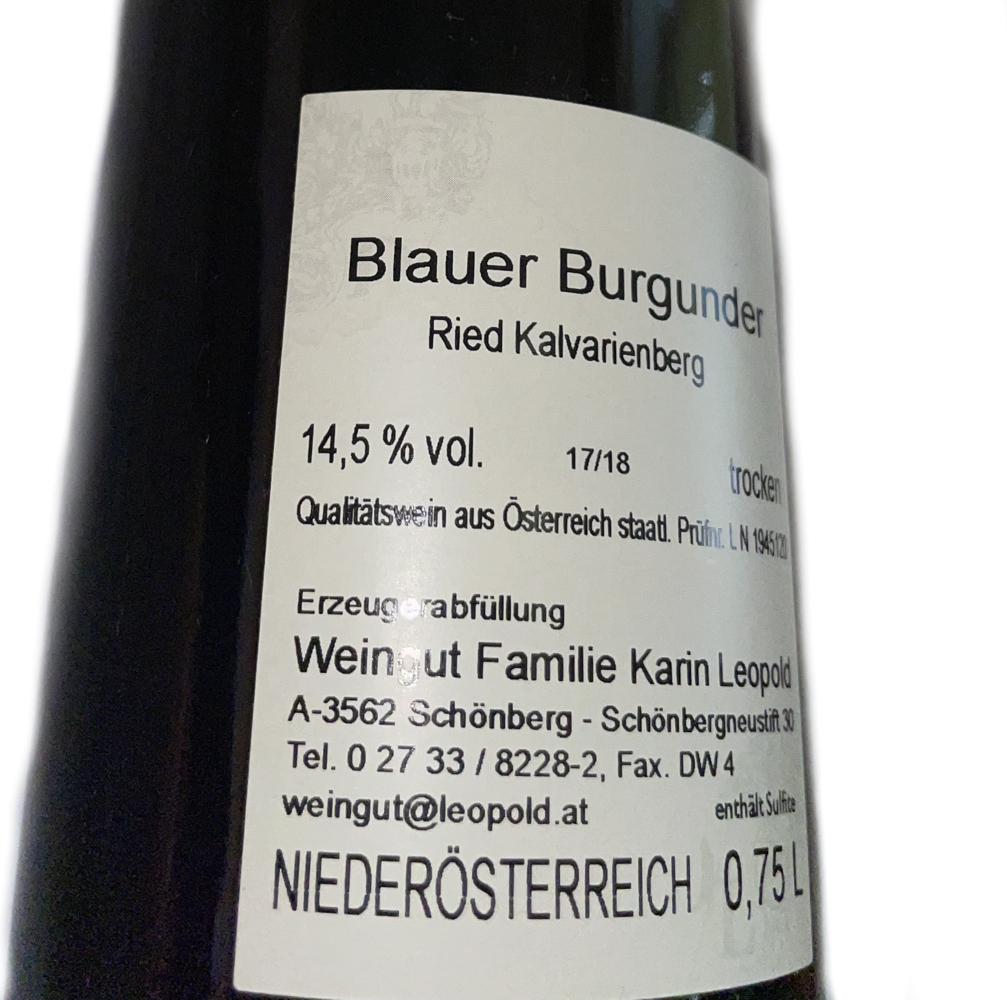 Blauer Burgunder
Ried Kalvarienberg
14,5 % vol. 17/18 trocken
Qualitätswein aus Österreich staatl. Prüfnr. L N 1945120
Erzeugerabfüllung
Weingut Familie Karin Leopold
A-3562 Schönberg - Schönbergneustift 30
Tel. 0 27 33 / 8228-2, Fax. DW 4
weingut@leopold.at enthält Sulfite
NIEDERÖSTERREICH 0,75 L